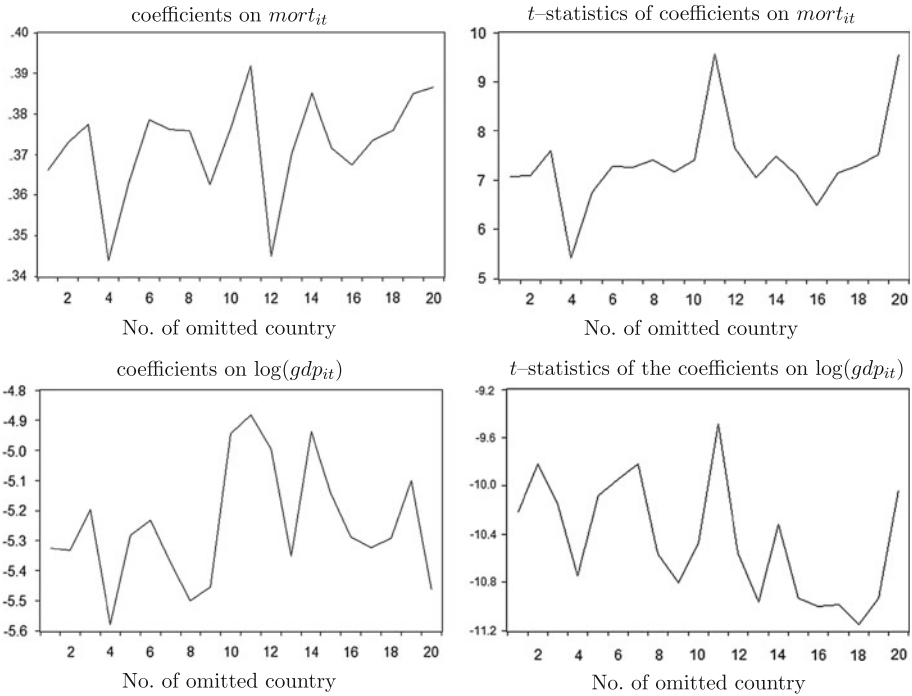 coefficients on mort_it
.40
.39
.38
.37
.36
.35
.34
2 4 6 8 10 12 14 16 18 20
No. of omitted country
t–statistics of coefficients on mort_it
10
9
8
7
6
5
2 4 6 8 10 12 14 16 18 20
No. of omitted country
coefficients on log(gdp_it)
-4.8
-4.9
-5.0
-5.1
-5.2
-5.3
-5.4
-5.5
-5.6
2 4 6 8 10 12 14 16 18 20
No. of omitted country
t–statistics of the coefficients on log(gdp_it)
-9.2
-9.6
-10.0
-10.4
-10.8
-11.2
2 4 6 8 10 12 14 16 18 20
No. of omitted country